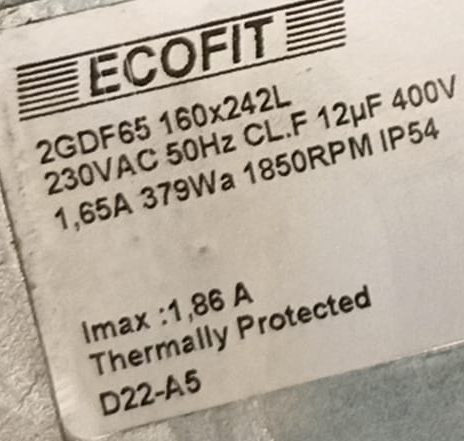 ECOFIT
2GDF65 160x242L
230VAC 50Hz CL.F 12µF 400V
1,65A 379Wa 1850RPM IP54
Imax :1,86 A
Thermally Protected
D22-A5